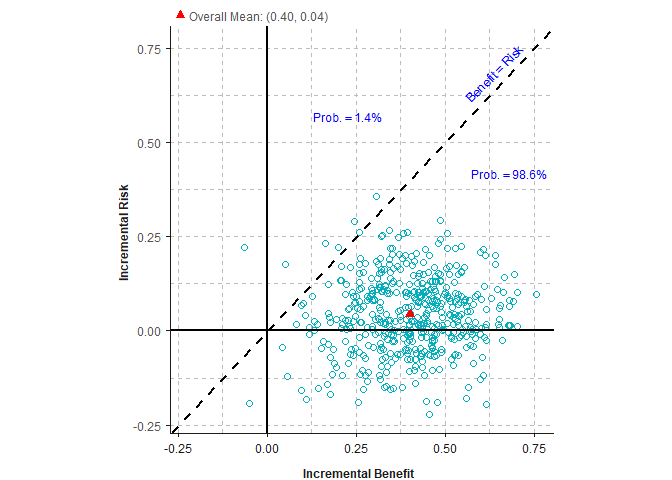 Overall Mean: (0.40, 0.04)
0.75
Benefit = Risk
Prob. = 1.4%
0.50
Prob. = 98.6%
Incremental Risk
0.25
0.00
-0.25
-0.25
0.00
0.25
0.50
0.75
Incremental Benefit